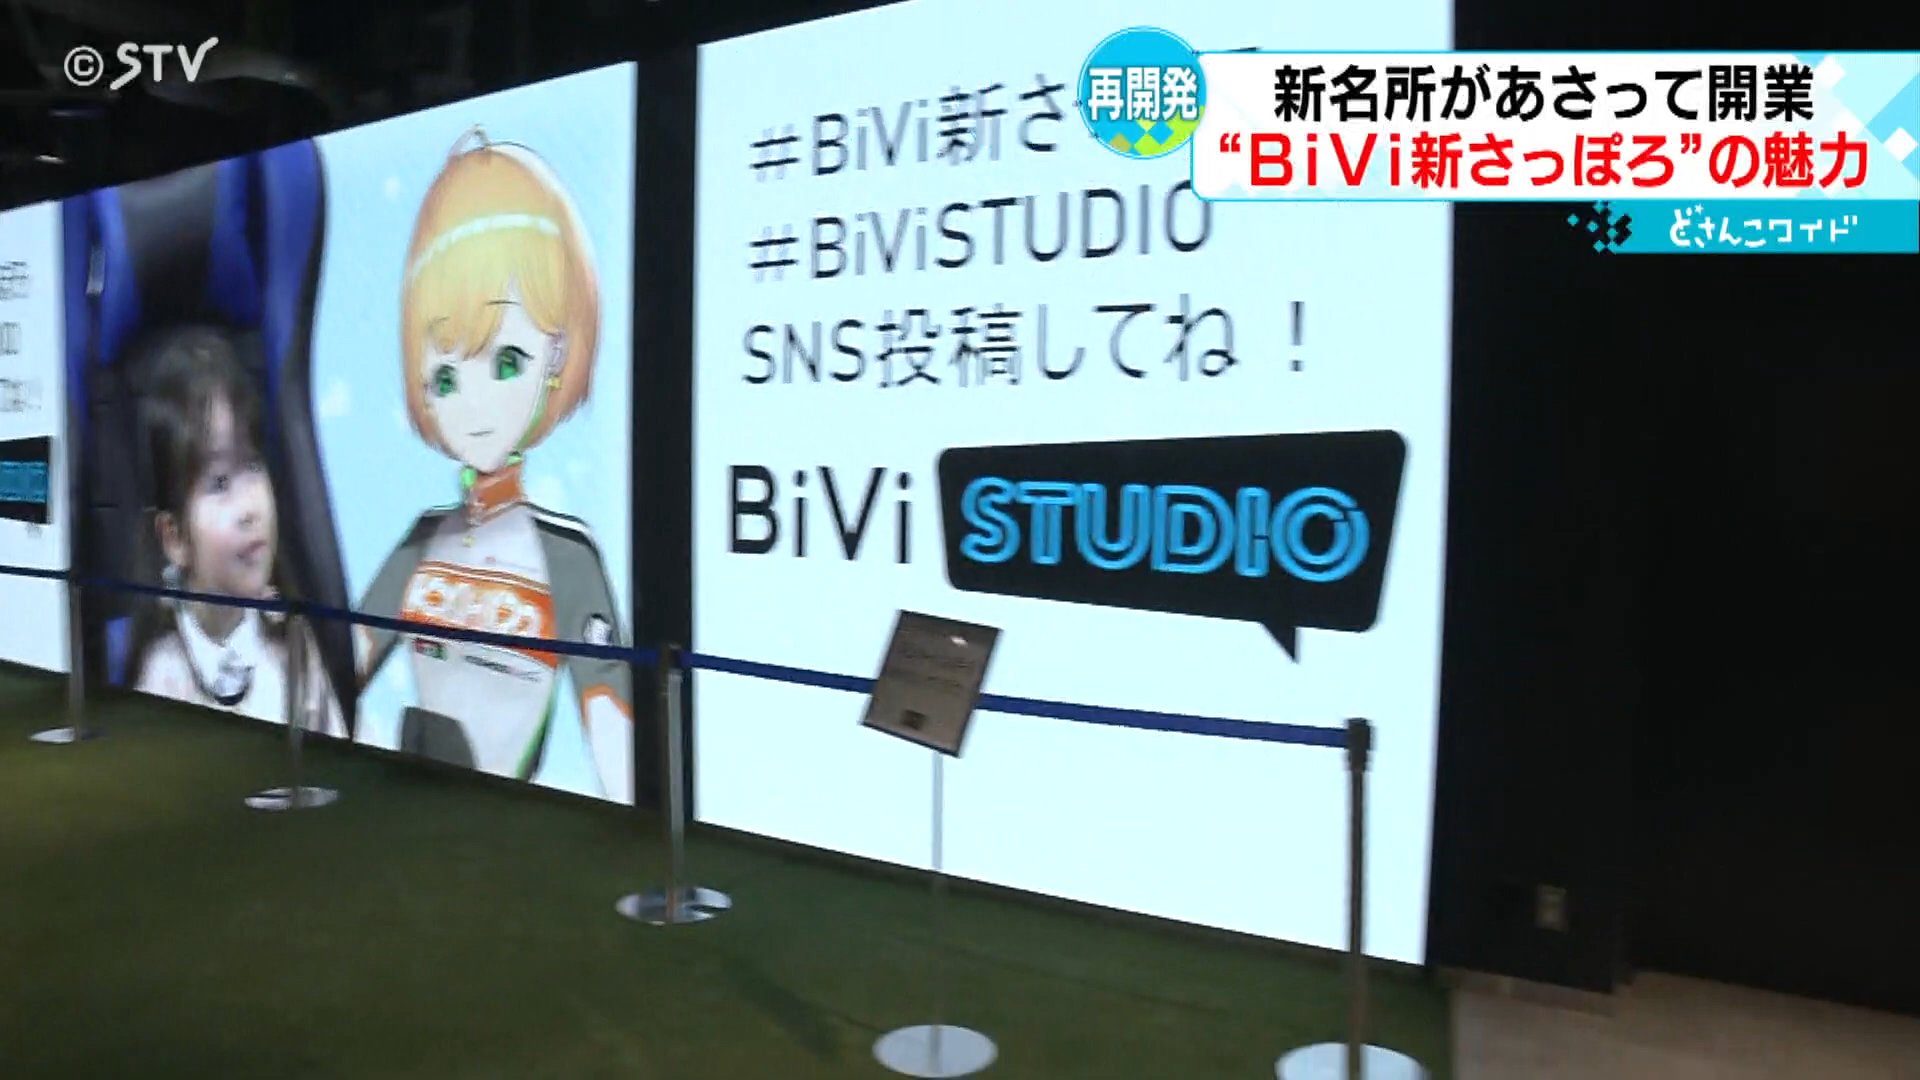 ©STV
再開発
新名所があさって開業
“BiVi新さっぽろ”の魅力
どさんこワイド
#BiVi新さ
#BiViSTUDIO
SNS投稿してね！
BiVi STUDIO